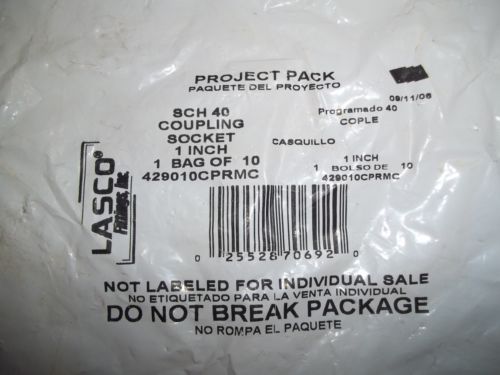 PROJECT PACK
PAQUETE DEL PROYECTO
09/11/06
SCH 40
COUPLING
SOCKET
1 INCH
1 BAG OF 10
429010CPRMC
Programado 40
COPLE
CASQUILLO
1 INCH
1 BOLSO DE 10
429010CPRMC
LASCO®
Fittings, Inc.
0 25528 70692 0
NOT LABELED FOR INDIVIDUAL SALE
NO ETIQUETADO PARA LA VENTA INDIVIDUAL
DO NOT BREAK PACKAGE
NO ROMPA EL PAQUETE